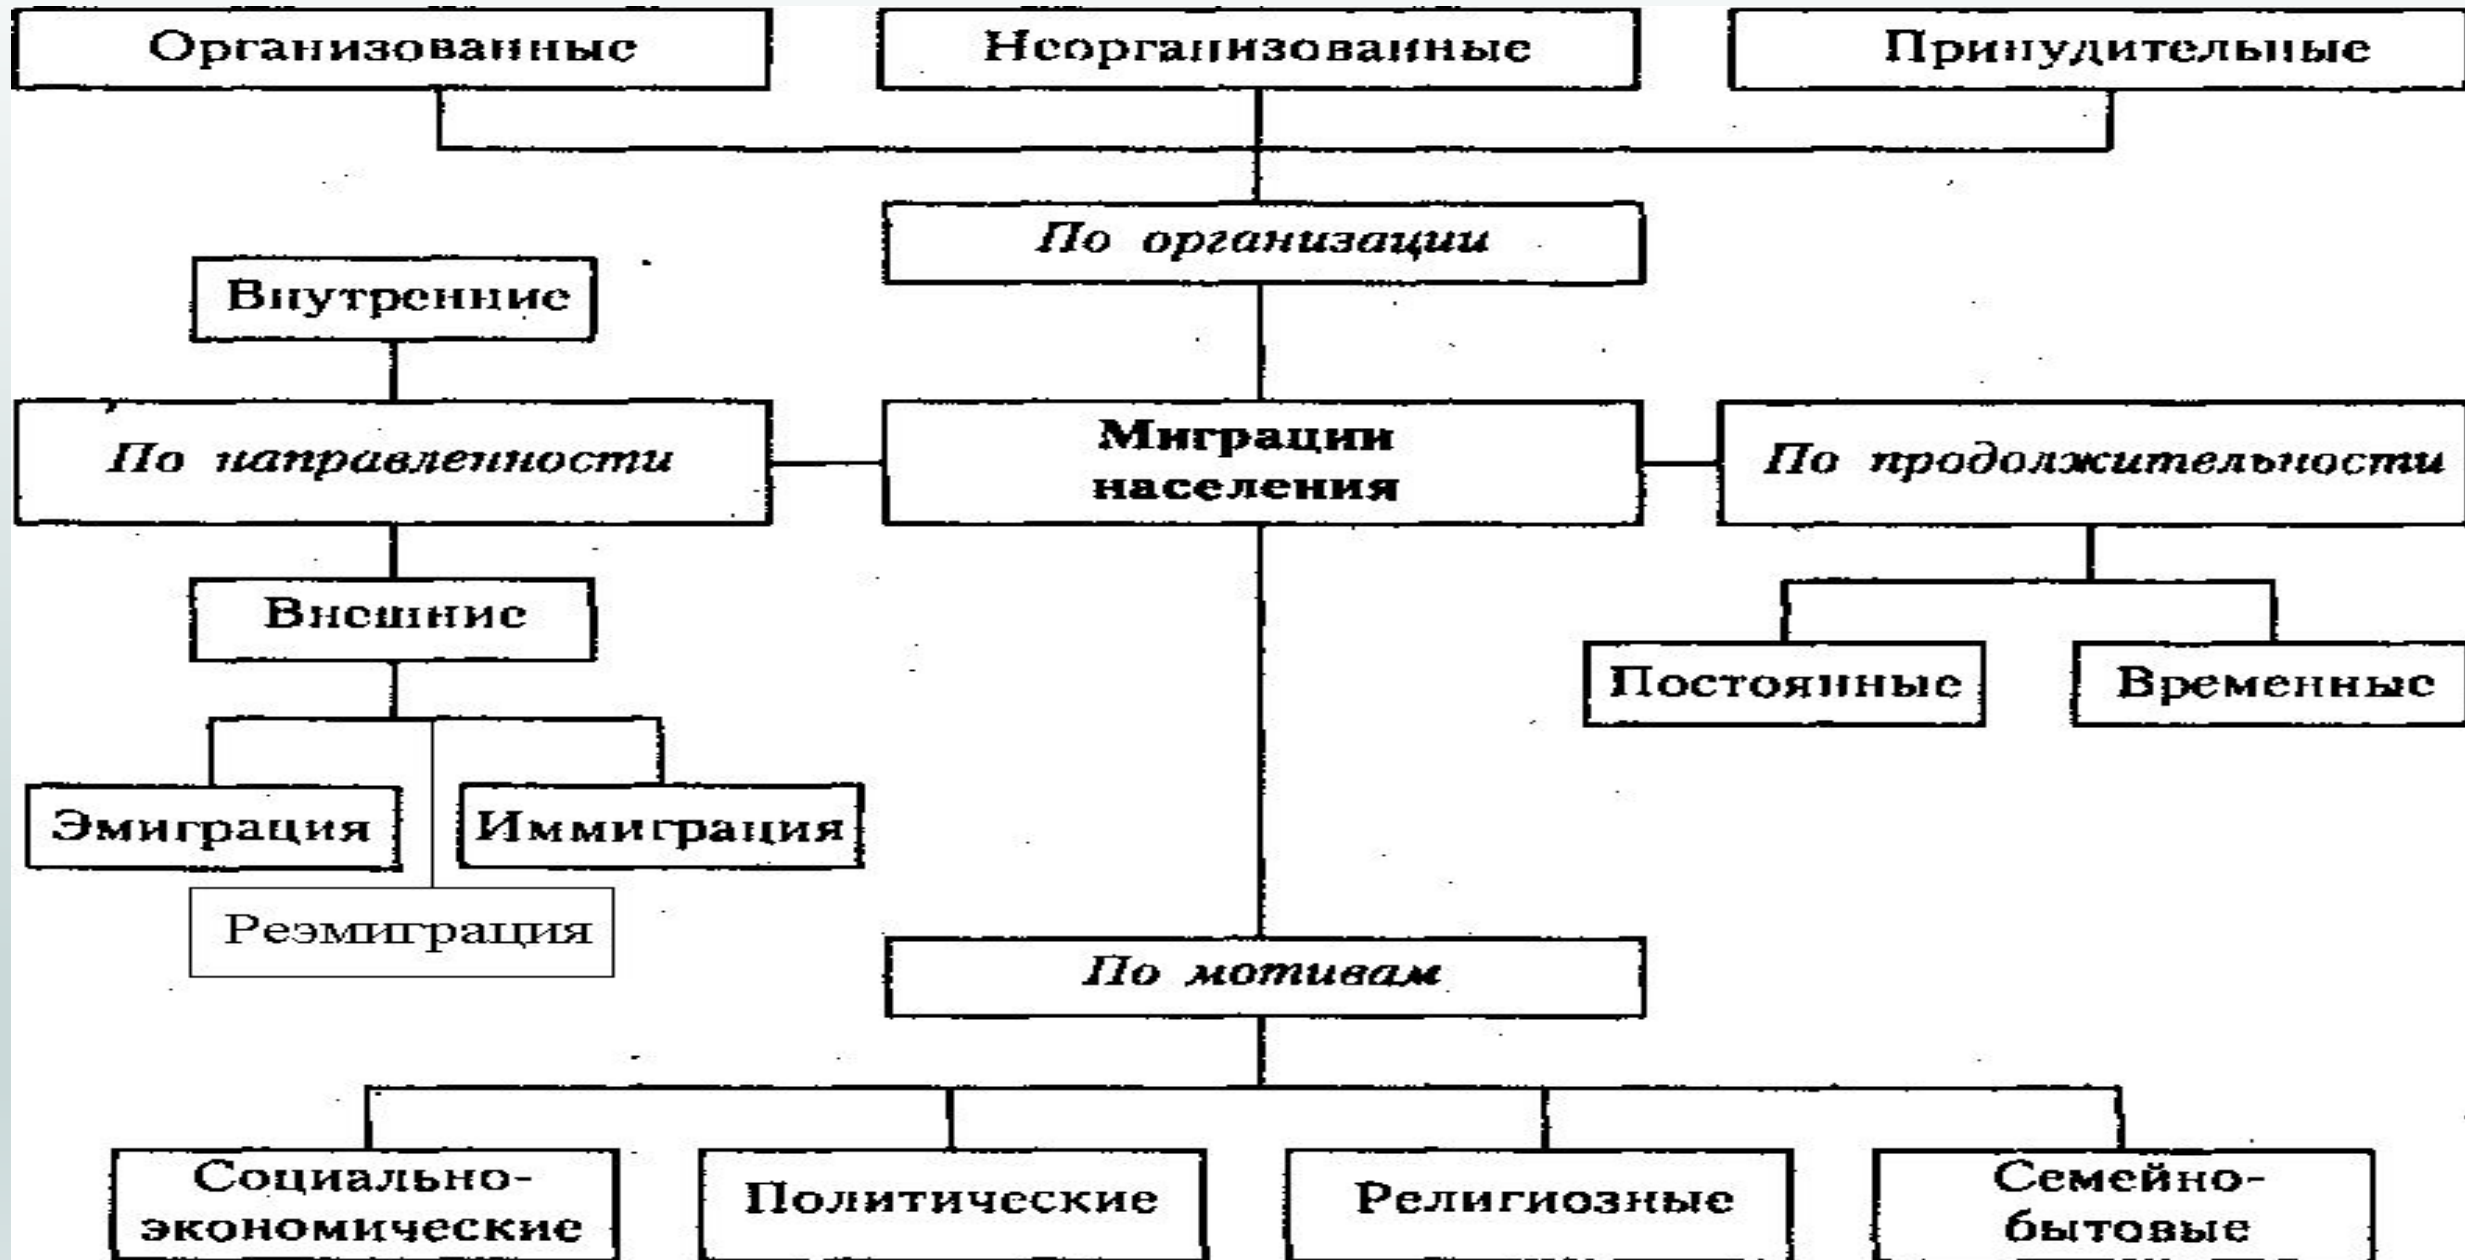 Организованные
Неорганизованные
Принудительные
По организации
Внутренние
По направленности
Миграции
населения
По продолжительности
Внешние
Постоянные
Временные
Эмиграция
Иммиграция
Реэмиграция
По мотивам
Социально-
экономические
Политические
Религиозные
Семейно-
бытовые